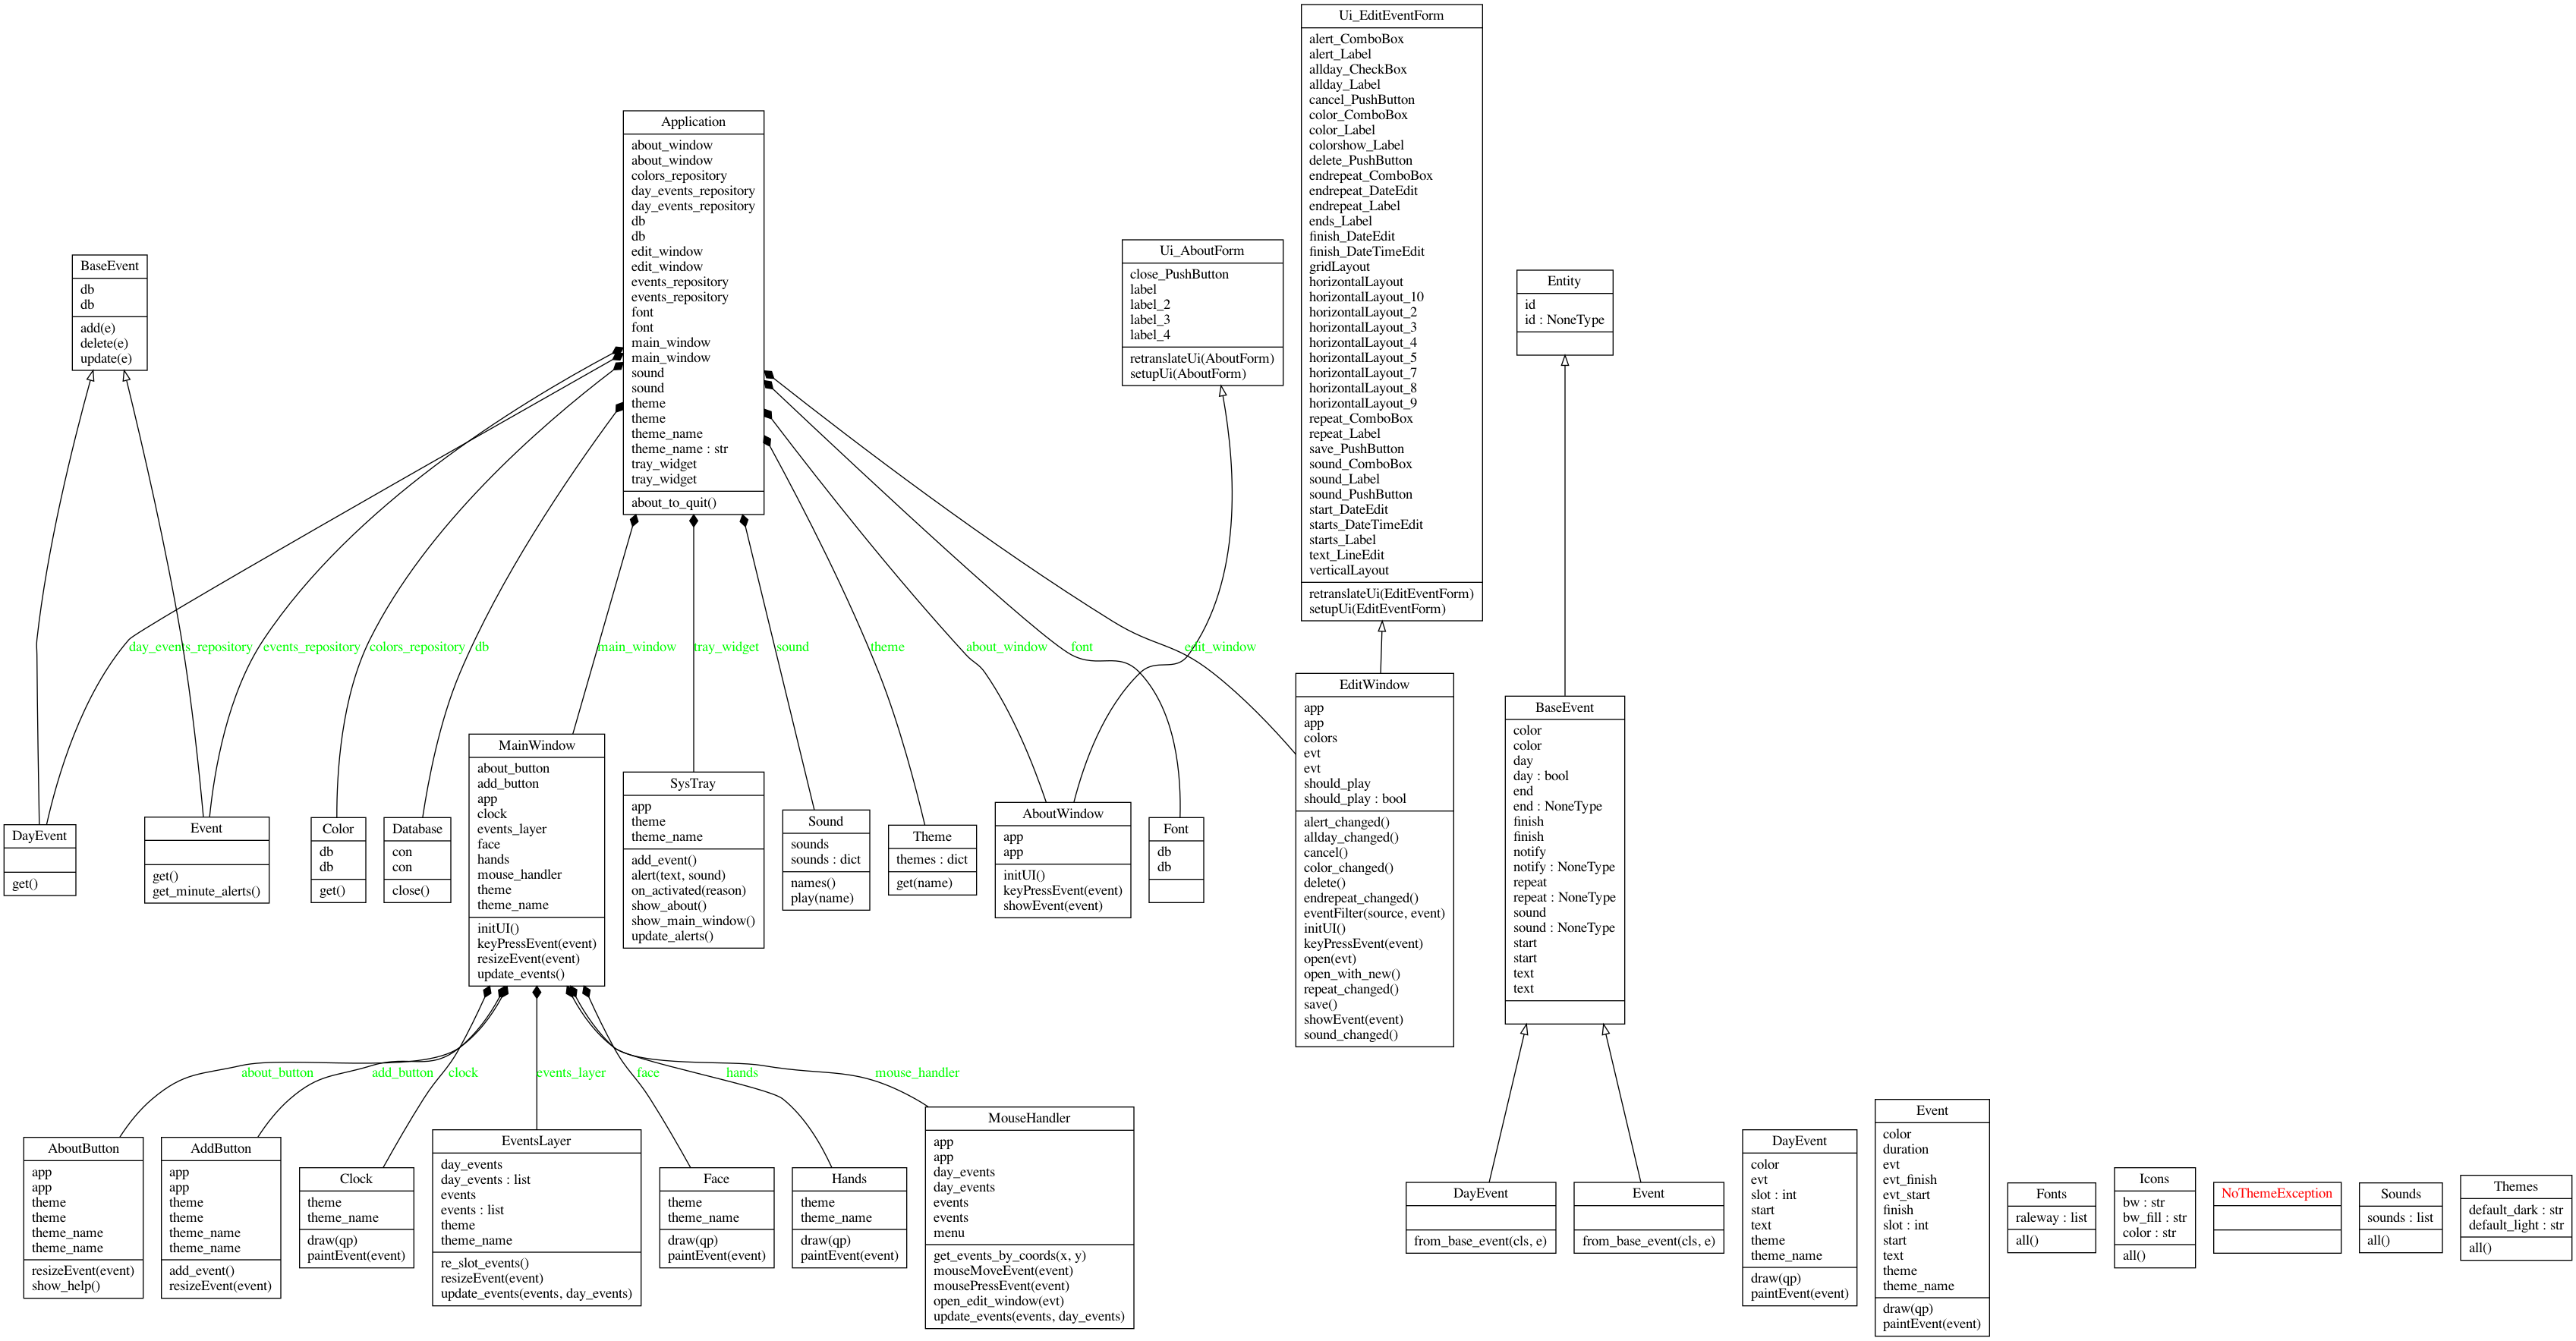 Ui_EditEventForm
alert_ComboBox
alert_Label
allday_CheckBox
allday_Label
cancel_PushButton
color_ComboBox
color_Label
colorshow_Label
delete_PushButton
endrepeat_ComboBox
endrepeat_DateEdit
endrepeat_Label
ends_Label
finish_DateEdit
finish_DateTimeEdit
gridLayout
horizontalLayout
horizontalLayout_10
horizontalLayout_2
horizontalLayout_3
horizontalLayout_4
horizontalLayout_5
horizontalLayout_7
horizontalLayout_8
horizontalLayout_9
repeat_ComboBox
repeat_Label
save_PushButton
sound_ComboBox
sound_Label
sound_PushButton
start_DateEdit
starts_DateTimeEdit
starts_Label
text_LineEdit
verticalLayout
retranslateUi(EditEventForm)
setupUi(EditEventForm)
Application
about_window
about_window
colors_repository
day_events_repository
day_events_repository
db
db
edit_window
edit_window
events_repository
events_repository
font
font
main_window
main_window
sound
sound
theme
theme
theme_name
theme_name : str
tray_widget
tray_widget
about_to_quit()
BaseEvent
db
db
add(e)
delete(e)
update(e)
Ui_AboutForm
close_PushButton
label
label_2
label_3
label_4
retranslateUi(AboutForm)
setupUi(AboutForm)
Entity
id
id : NoneType
day_events_repository
events_repository
colors_repository
db
main_window
tray_widget
sound
theme
about_window
font
edit_window
DayEvent
get()
Event
get()
get_minute_alerts()
Color
db
db
get()
Database
con
con
close()
MainWindow
about_button
add_button
app
clock
events_layer
face
hands
mouse_handler
theme
theme_name
initUI()
keyPressEvent(event)
resizeEvent(event)
update_events()
SysTray
app
theme
theme_name
add_event()
alert(text, sound)
on_activated(reason)
show_about()
show_main_window()
update_alerts()
Sound
sounds
sounds : dict
names()
play(name)
Theme
themes : dict
get(name)
AboutWindow
app
app
initUI()
keyPressEvent(event)
showEvent(event)
Font
db
db
EditWindow
app
app
colors
evt
evt
should_play
should_play : bool
alert_changed()
allday_changed()
cancel()
color_changed()
delete()
endrepeat_changed()
eventFilter(source, event)
initUI()
keyPressEvent(event)
open(evt)
open_with_new()
repeat_changed()
save()
showEvent(event)
sound_changed()
BaseEvent
color
color
day
day : bool
end
end : NoneType
finish
finish
notify
notify : NoneType
repeat
repeat : NoneType
sound
sound : NoneType
start
start
text
text
about_button
add_button
clock
events_layer
face
hands
mouse_handler
AboutButton
app
app
theme
theme
theme_name
theme_name
resizeEvent(event)
show_help()
AddButton
app
app
theme
theme
theme_name
theme_name
add_event()
resizeEvent(event)
Clock
theme
theme_name
draw(qp)
paintEvent(event)
EventsLayer
day_events
day_events : list
events
events : list
theme
theme_name
re_slot_events()
resizeEvent(event)
update_events(events, day_events)
Face
theme
theme_name
draw(qp)
paintEvent(event)
Hands
theme
theme_name
draw(qp)
paintEvent(event)
MouseHandler
app
app
day_events
day_events
events
events
menu
get_events_by_coords(x, y)
mouseMoveEvent(event)
mousePressEvent(event)
open_edit_window(evt)
update_events(events, day_events)
DayEvent
from_base_event(cls, e)
Event
from_base_event(cls, e)
DayEvent
color
evt
slot : int
start
text
theme
theme_name
draw(qp)
paintEvent(event)
Event
color
duration
evt
evt_finish
evt_start
finish
slot : int
start
text
theme
theme_name
draw(qp)
paintEvent(event)
Fonts
raleway : list
all()
Icons
bw : str
bw_fill : str
color : str
all()
NoThemeException
Sounds
sounds : list
all()
Themes
default_dark : str
default_light : str
all()